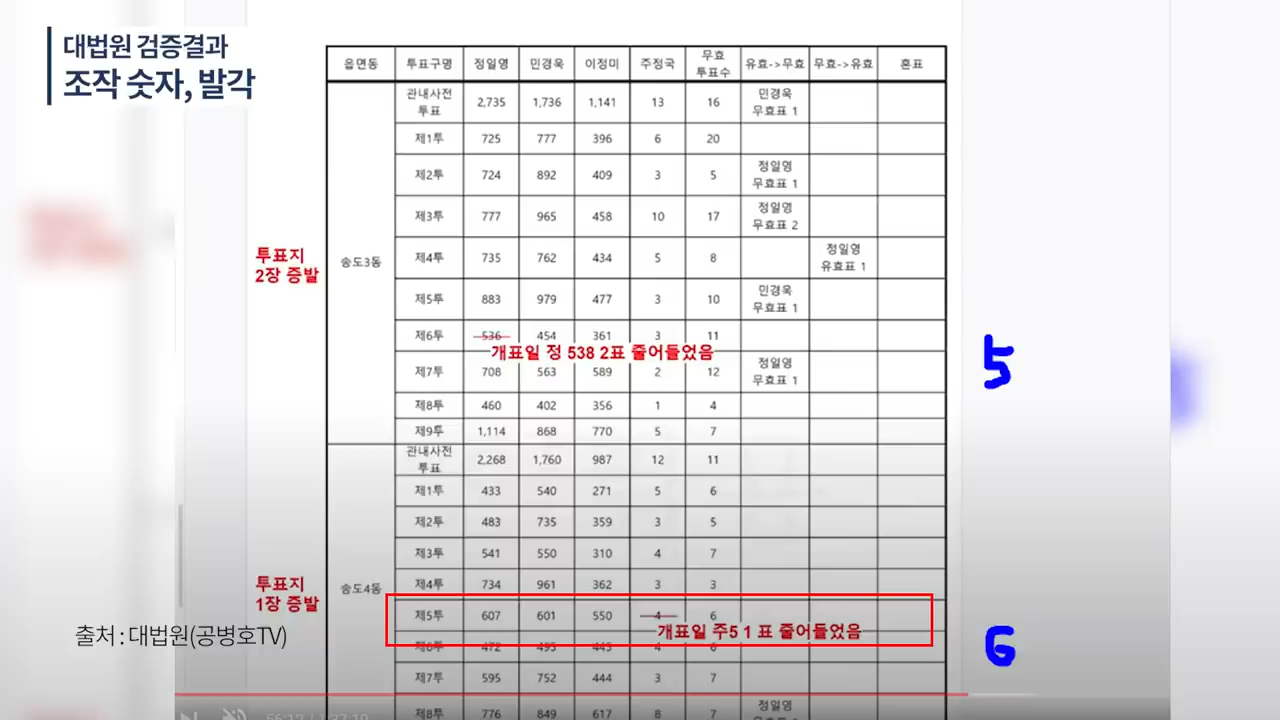 대법원 검증결과
조작 숫자, 발각
읍면동 투표구명 정일영 민경욱 이정미 주정국 무효 투표수 유효->무효 무효->유효 혼표
송도3동
관내사전 투표 2,735 1,736 1,141 13 16 민경욱 무효표 1
제1투 725 777 396 6 20
제2투 724 892 409 3 5 정일영 무효표 1
제3투 777 965 458 10 17 정일영 무효표 2
투표지
2장 증발
제4투 735 762 434 5 8 정일영 유효표 1
제5투 883 979 477 3 10 민경욱 무효표 1
제6투 536 454 361 3 11
개표일 정 538 2표 줄어들었음
5
제7투 708 563 589 2 12 정일영 무효표 1
제8투 460 402 356 1 4
제9투 1,114 868 770 5 7
송도4동
관내사전 투표 2,268 1,760 987 12 11
제1투 433 540 271 5 6
제2투 483 735 359 3 5
제3투 541 550 310 4 7
제4투 734 961 362 3 3
투표지
1장 증발
제5투 607 601 550 4 6
개표일 주5 1 표 줄어들었음
출처 : 대법원(공병호TV)
6
제6투 472
제7투 595 752 444 3 7
제8투 776 849 617 8 7 정일영